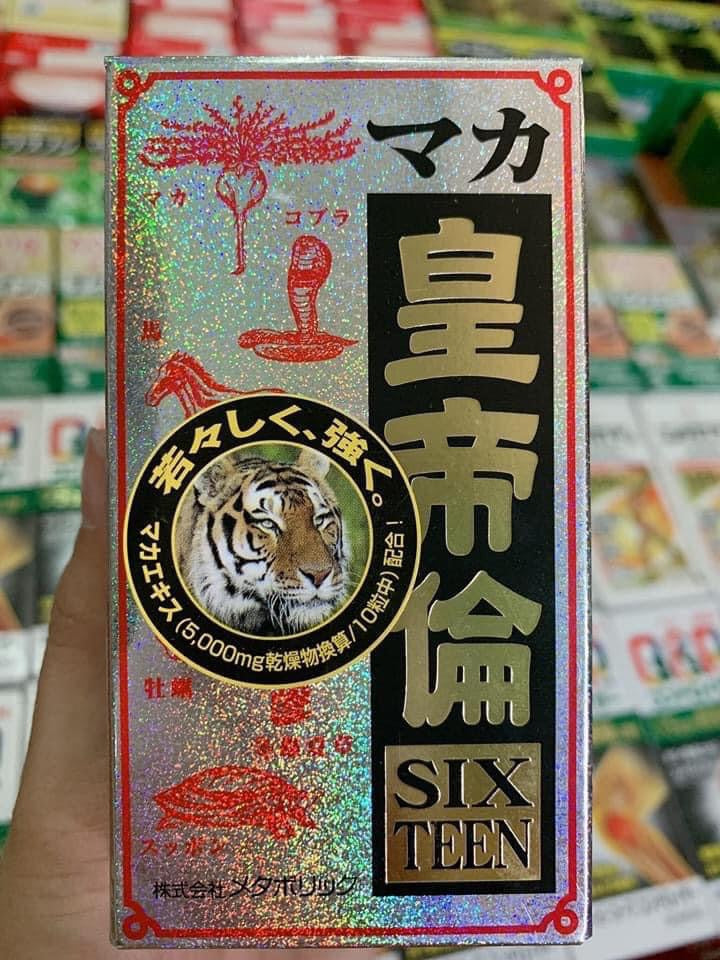 マカ
皇帝倫
SIX
TEEN
マカ
コブラ
馬
若々しく、強く。
マカエキス(5,000mg乾燥物換算/10粒中)配合!
牡蠣
スッポン
株式会社メタボリック